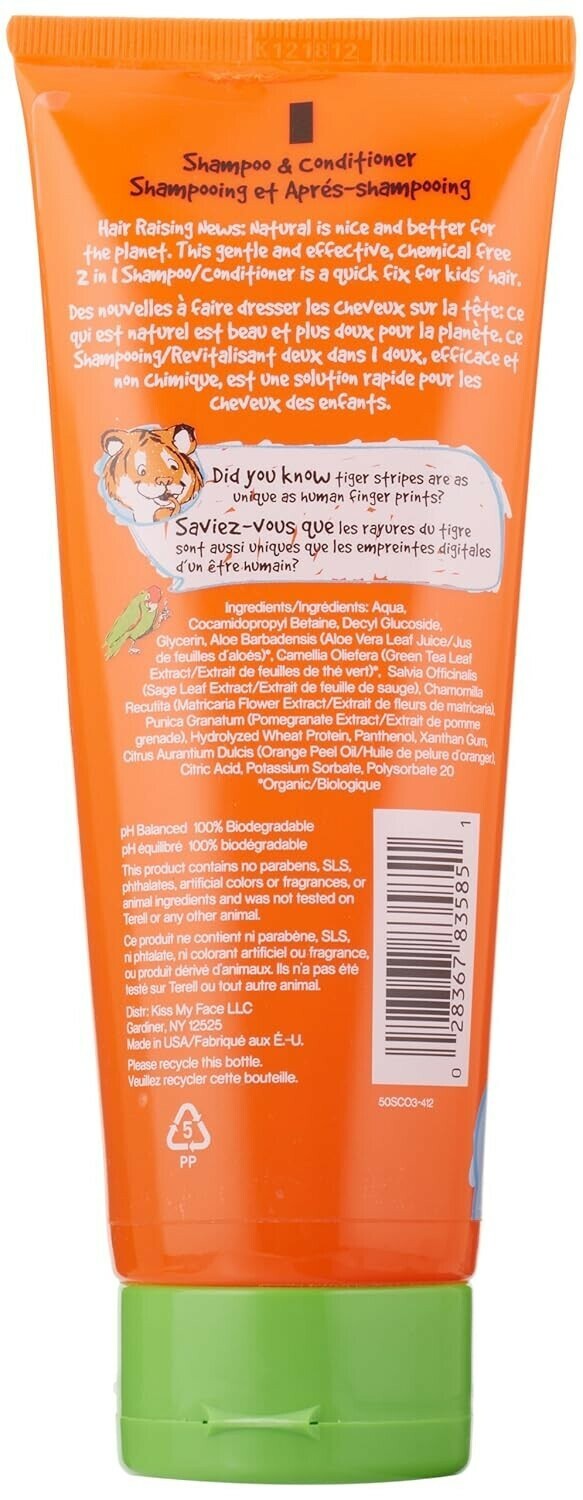 K121812
Shampoo & Conditioner
Shampooing et Aprés-shampooing
Hair Raising News: Natural is nice and better for
the planet. This gentle and effective, chemical free
2 in 1 Shampoo/Conditioner is a quick fix for kids' hair.
Des nouvelles à faire dresser les cheveux sur la tête: ce
qui est naturel est beau et plus doux pour la planète. ce
Shampooing/Revitalisant deux dans 1 doux, efficace et
non chimique, est une solution rapide pour les
cheveux des enfants.
Did you know tiger stripes are as
unique as human finger prints?
Saviez-vous que les rayures du tigre
sont aussi uniques que les empreintes digitales
d'un être humain?
Ingredients/Ingrédients: Aqua,
Cocamidopropyl Betaine, Decyl Glucoside,
Glycerin, Aloe Barbadensis (Aloe Vera Leaf Juice/Jus
de feuilles d'aloès)*, Camellia Oliefera (Green Tea Leaf
Extract/Extrait de feuilles de thé vert)*, Salvia Officinalis
(Sage Leaf Extract/Extrait de feuille de sauge), Chamomilla
Recutita (Matricaria Flower Extract/Extrait de fleurs de matricaria),
Punica Granatum (Pomegranate Extract/Extrait de pomme
grenade), Hydrolyzed Wheat Protein, Panthenol, Xanthan Gum,
Citrus Aurantium Dulcis (Orange Peel Oil/Huile de pelure d'oranger),
Citric Acid, Potassium Sorbate, Polysorbate 20
*Organic/Biologique
pH Balanced 100% Biodegradable
pH équilibré 100% biodégradable
This product contains no parabens, SLS,
phthalates, artificial colors or fragrances, or
animal ingredients and was not tested on
Terell or any other animal.
Ce produit ne contient ni parabène, SLS,
ni phtalate, ni colorant artificiel ou fragrance,
ou produit dérivé d'animaux. Ils n'a pas été
testé sur Terell ou tout autre animal.
Distr: Kiss My Face LLC
Gardiner, NY 12525
Made in USA/Fabriqué aux É.-U.
Please recycle this bottle.
Veuillez recycler cette bouteille.
5
PP
0 28367 83585 1
50SC03-412